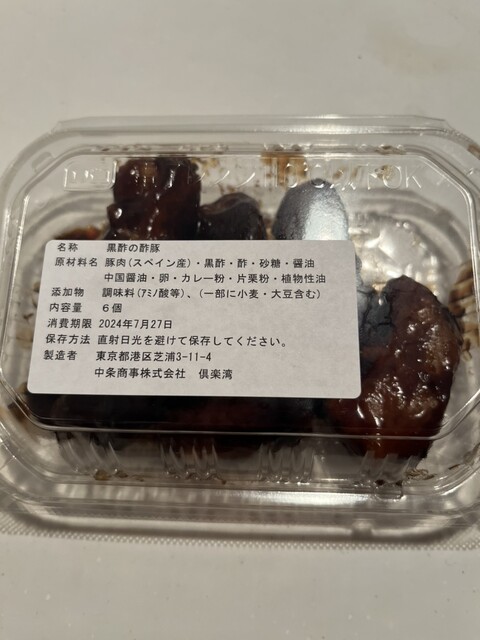 名称　黒酢の酢豚
原材料名 豚肉(スペイン産)・黒酢・酢・砂糖・醤油
中国醤油・卵・カレー粉・片栗粉・植物性油
添加物　調味料(ｱﾐﾉ酸等)、(一部に小麦・大豆含む)
内容量　６個
消費期限 2024年7月27日
保存方法 直射日光を避けて保存してください。
製造者　東京都港区芝浦3-11-4
中条商事株式会社　倶楽湾